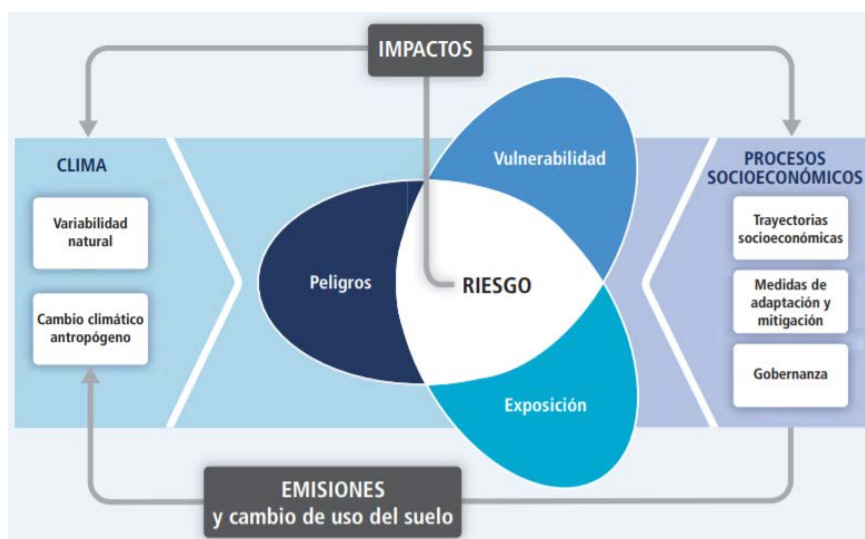 IMPACTOS
CLIMA
Variabilidad
natural
Cambio climático
antropógeno
Peligros
Vulnerabilidad
RIESGO
Exposición
PROCESOS
SOCIOECONÓMICOS
Trayectorias
socioeconómicas
Medidas de
adaptación y
mitigación
Gobernanza
EMISIONES
y cambio de uso del suelo